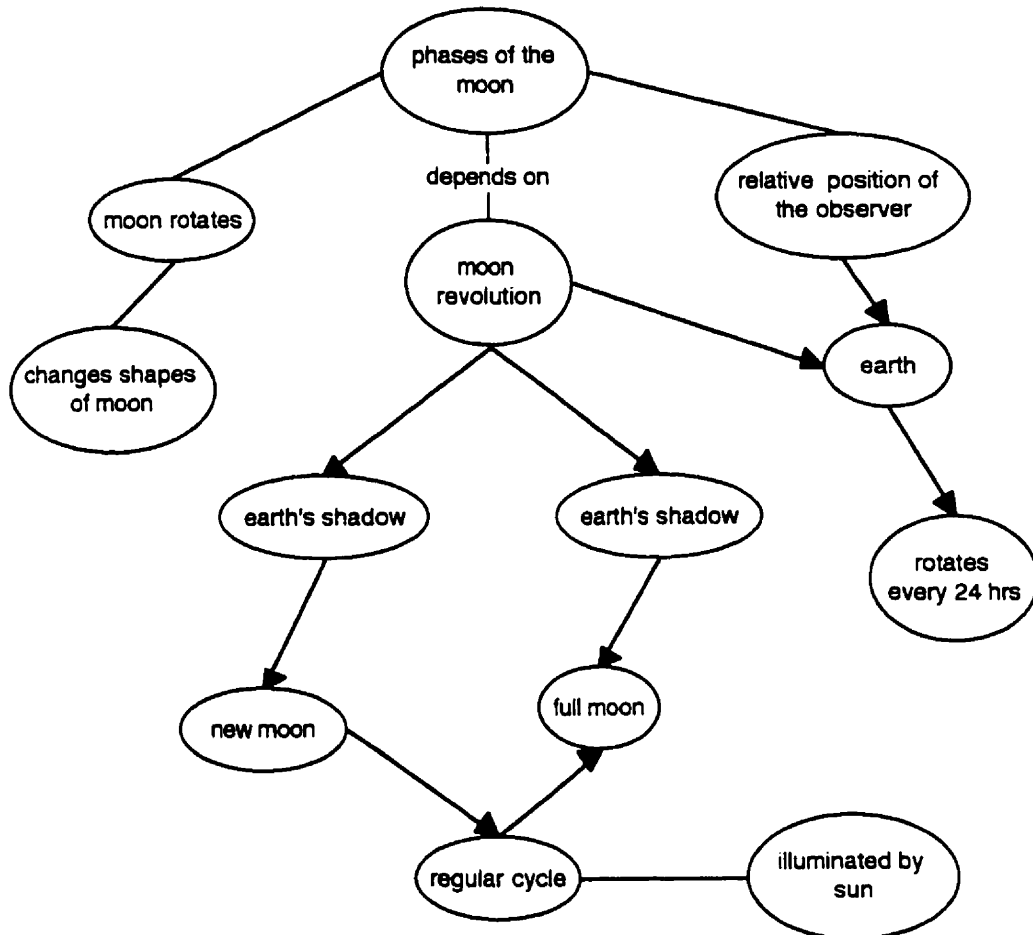 phases of the
moon
depends on
relative position of
the observer
moon rotates
moon
revolution
earth
changes shapes
of moon
earth's shadow
earth's shadow
rotates
every 24 hrs
new moon
full moon
regular cycle
illuminated by
sun